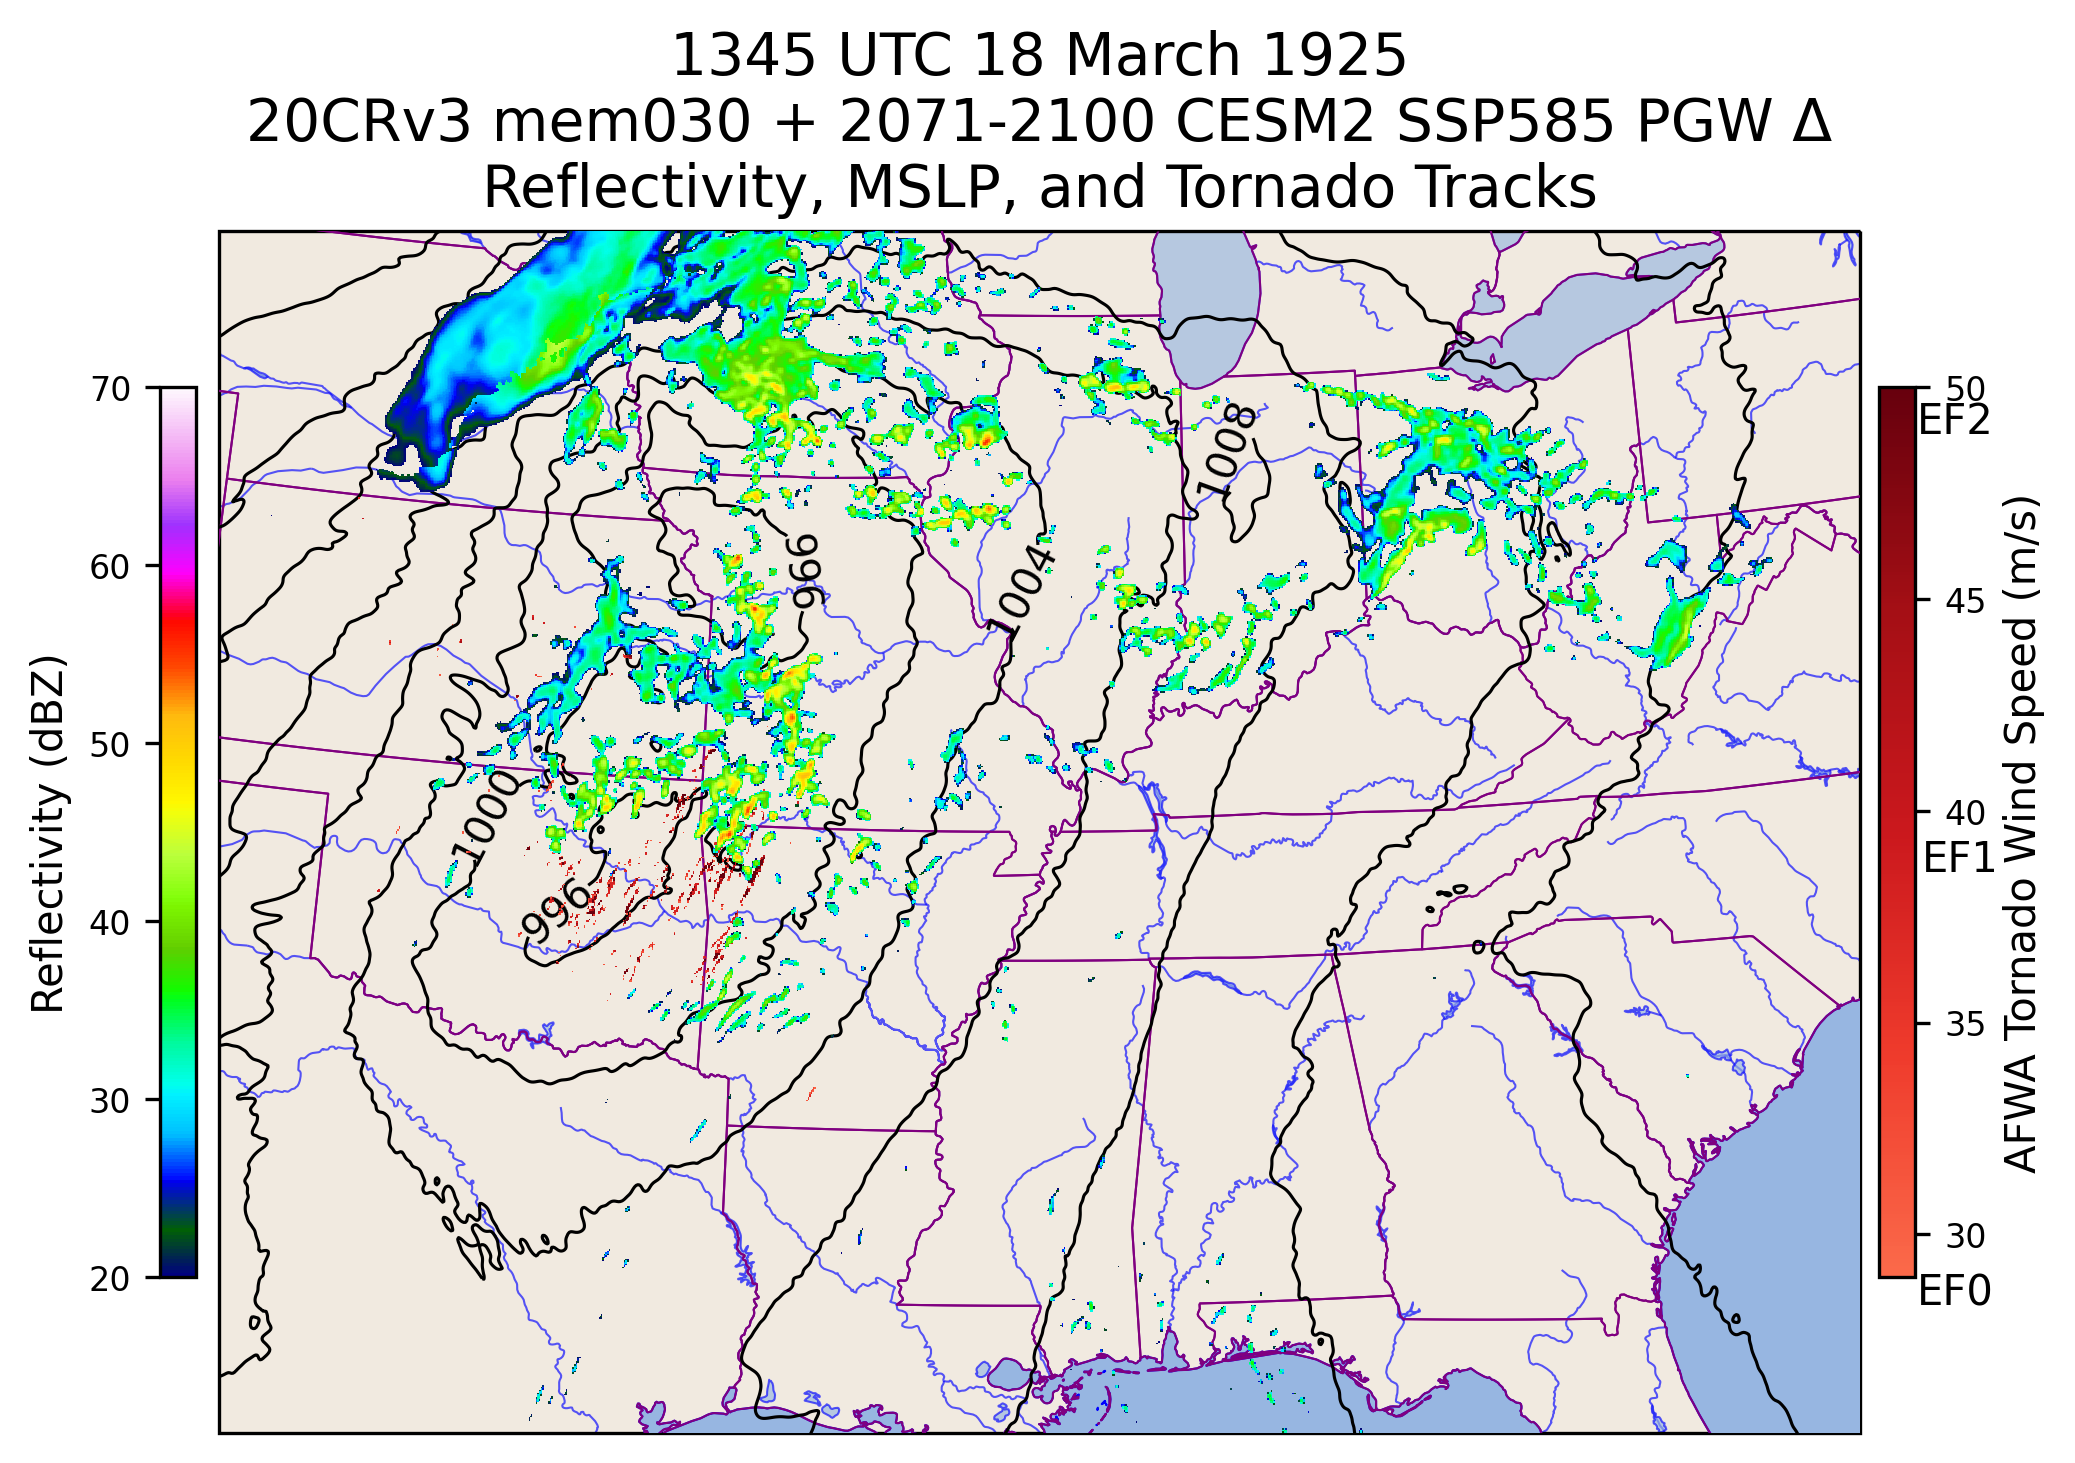 1345 UTC 18 March 1925
20CRv3 mem030 + 2071-2100 CESM2 SSP585 PGW Δ
Reflectivity, MSLP, and Tornado Tracks
Reflectivity (dBZ)
70
60
50
40
30
20
1008
1004
996
1000
996
50
EF2
45
40
EF1
35
30
EF0
AFWA Tornado Wind Speed (m/s)